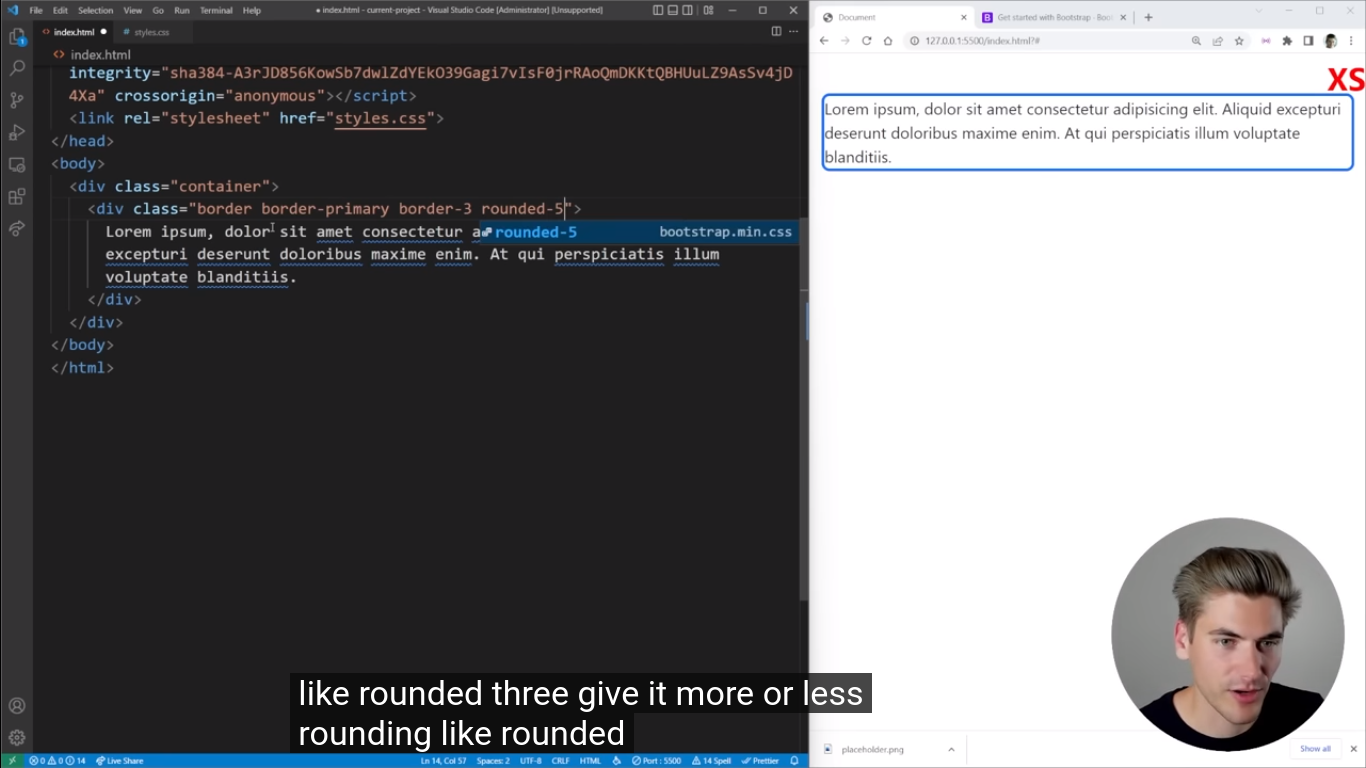 File Edit Selection View Go Run Terminal Help
● index.html - current-project - Visual Studio Code [Administrator] [Unsupported]
index.html
styles.css
index.html
integrity="sha384-A3rJD856KowSb7dwlZdYEkO39Gagi7vIsF0jrRAoQmDKKtQBHUuLZ9AsSv4jD
4Xa" crossorigin="anonymous"></script>
<link rel="stylesheet" href="styles.css">
</head>
<body>
<div class="container">
<div class="border border-primary border-3 rounded-5">
Lorem ipsum, dolor sit amet consectetur a
rounded-5 bootstrap.min.css
excepturi deserunt doloribus maxime enim. At qui perspiciatis illum
voluptate blanditiis.
</div>
</div>
</body>
</html>
1
0 0 14
Live Share
Ln 14, Col 57 Spaces: 2 UTF-8 CRLF HTML Port : 5500 14 Spell Prettier
Document
Get started with Bootstrap · Boo
127.0.0.1:5500/index.html?#
XS
Lorem ipsum, dolor sit amet consectetur adipisicing elit. Aliquid excepturi
deserunt doloribus maxime enim. At qui perspiciatis illum voluptate
blanditiis.
like rounded three give it more or less
rounding like rounded
placeholder.png
Show all